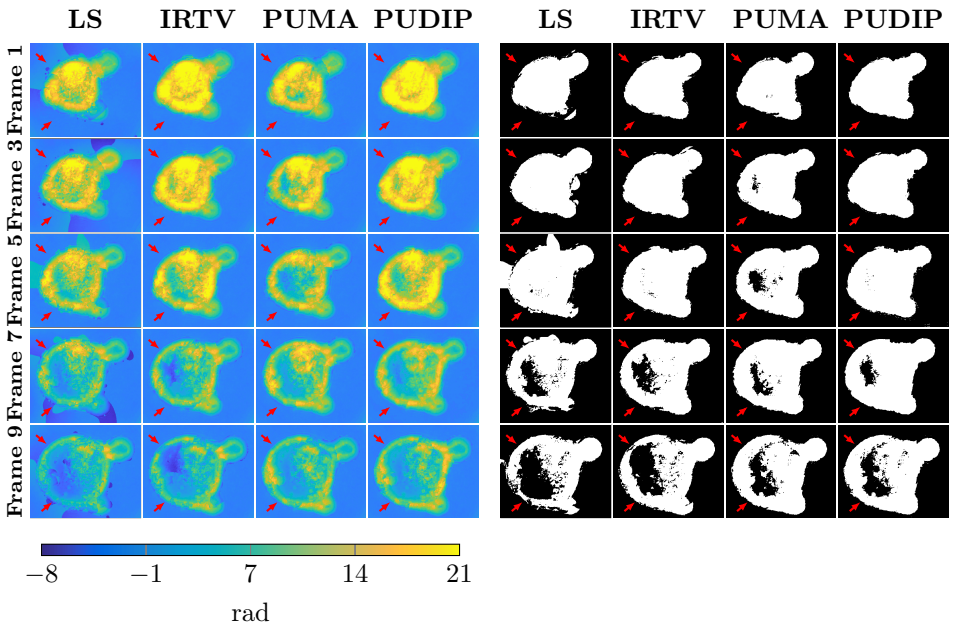 LS IRTV PUMA PUDIP LS IRTV PUMA PUDIP
Frame 1
Frame 3
Frame 5
Frame 7
Frame 9
−8 −1 7 14 21
rad